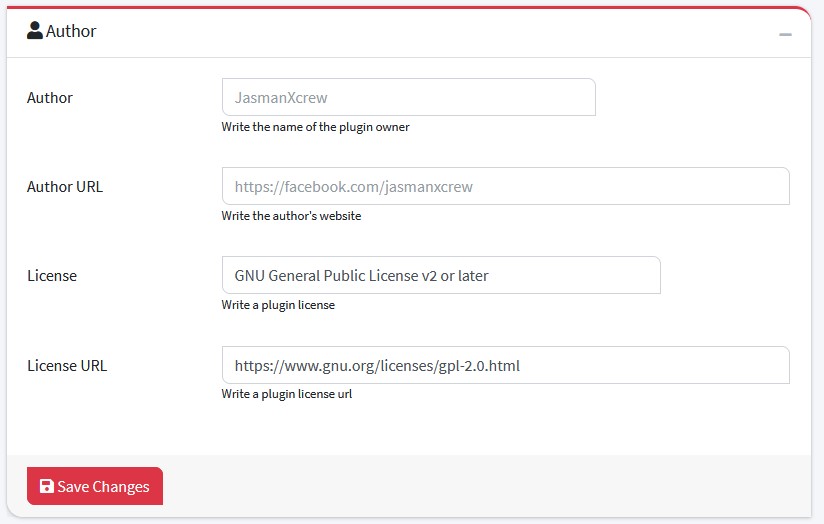 Author
Author
JasmanXcrew
Write the name of the plugin owner
Author URL
https://facebook.com/jasmanxcrew
Write the author's website
License
GNU General Public License v2 or later
Write a plugin license
License URL
https://www.gnu.org/licenses/gpl-2.0.html
Write a plugin license url
Save Changes